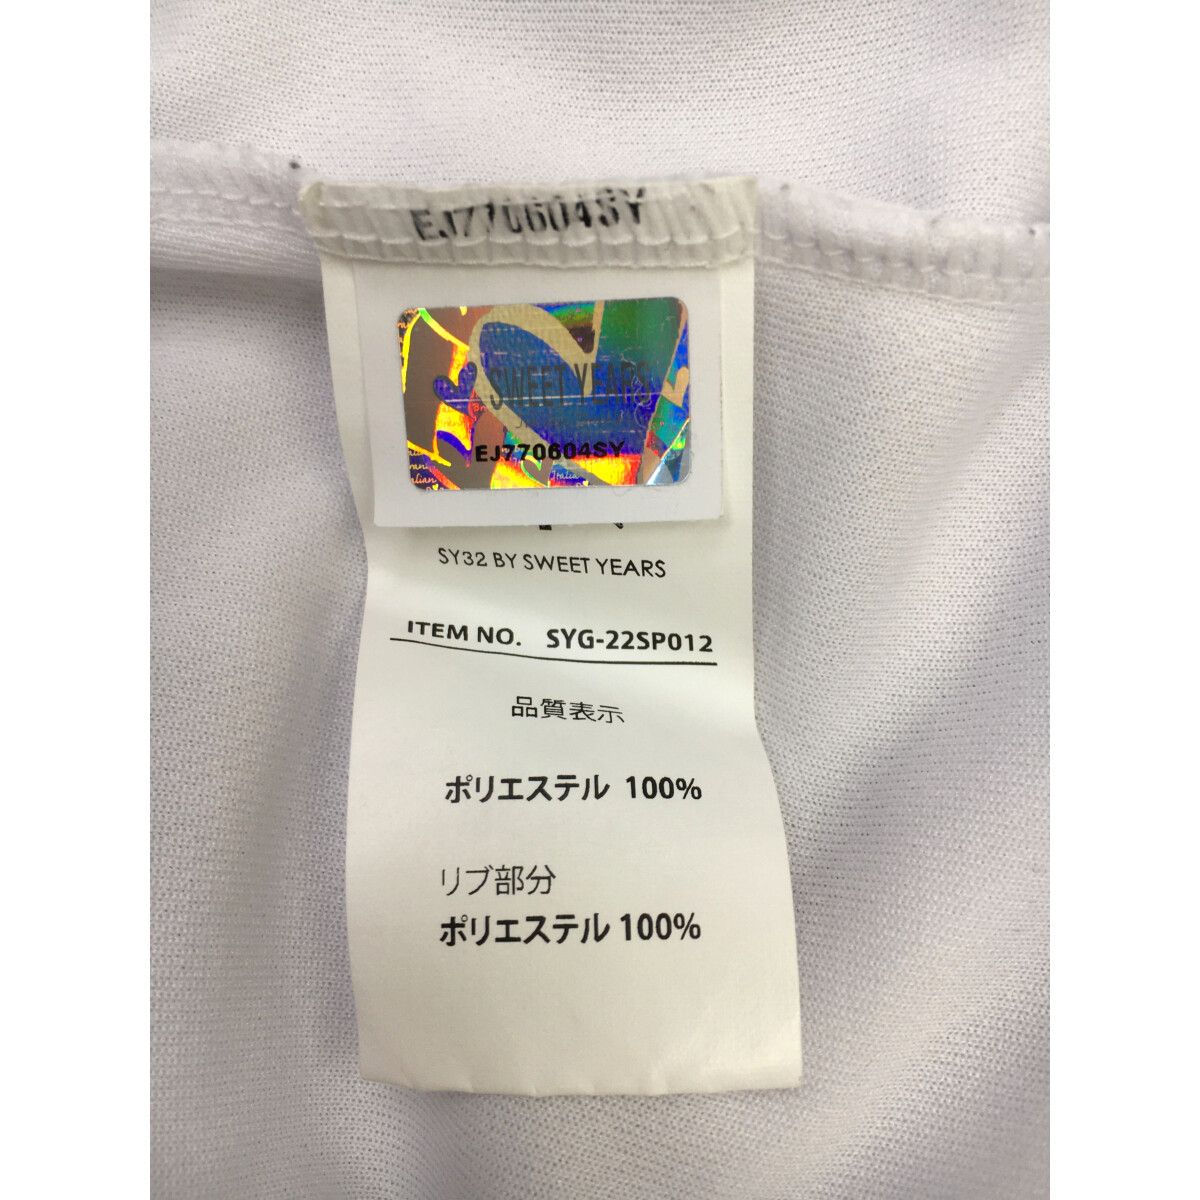 EJ770604SY
SWEET YEARS
EJ770604SY
SY32 BY SWEET YEARS
ITEM NO. SYG-22SP012
品質表示
ポリエステル 100%
リブ部分
ポリエステル 100%